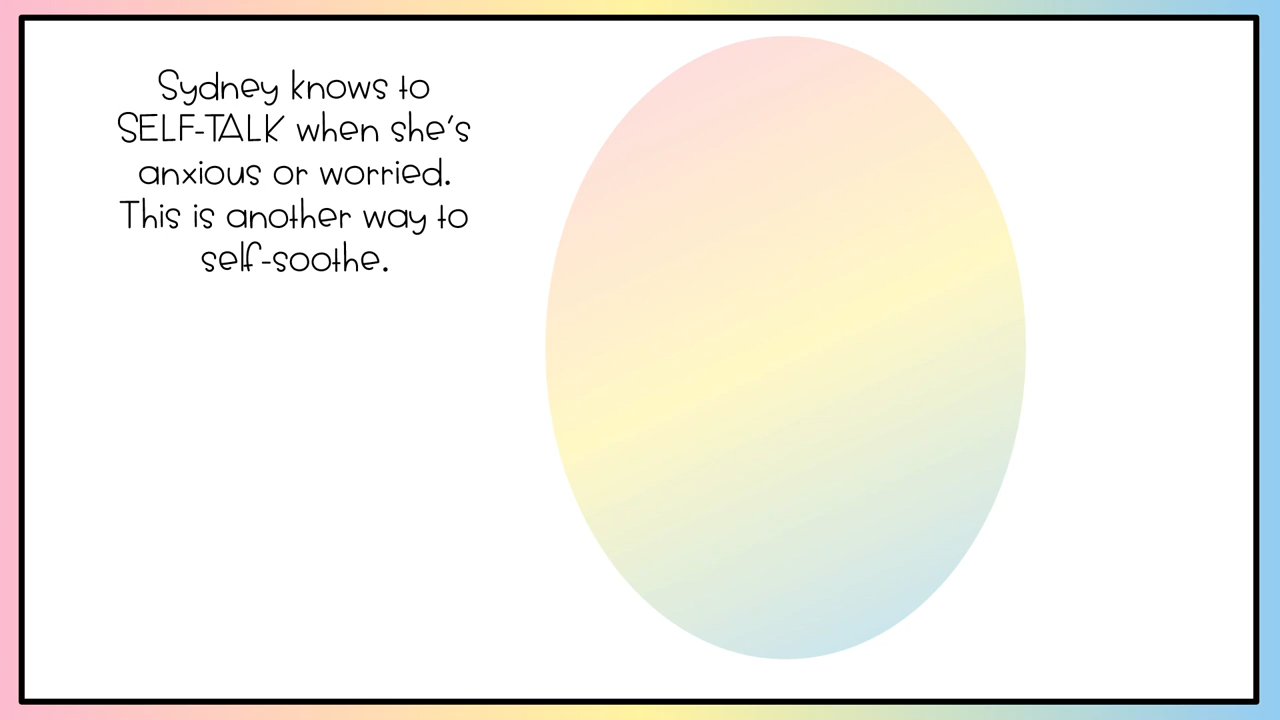 Sydney knows to
SELF-TALK when she's
anxious or worried.
This is another way to
self-soothe.